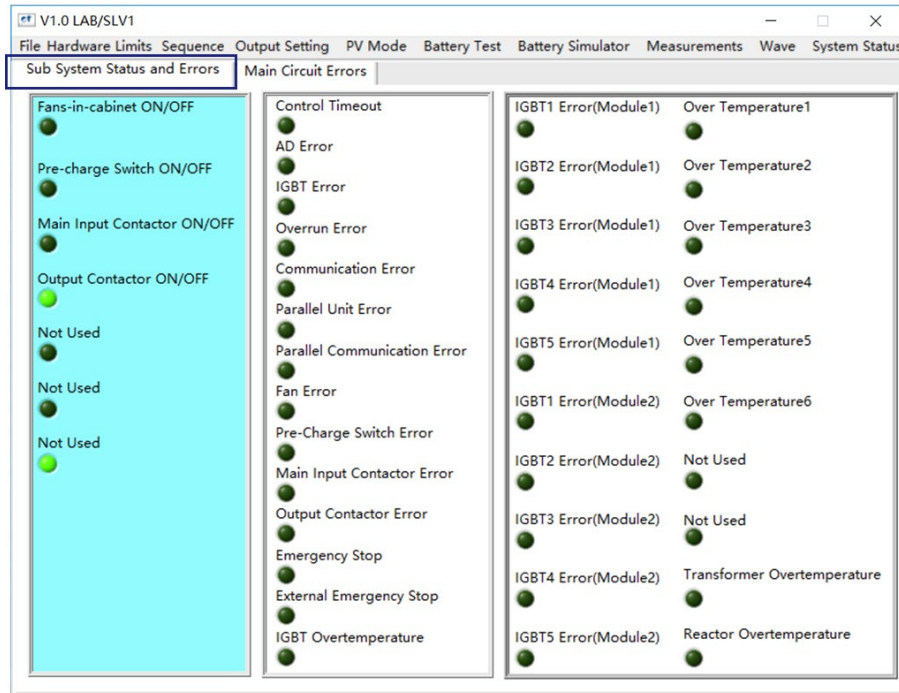 V1.0 LAB/SLV1
File Hardware Limits Sequence Output Setting PV Mode Battery Test Battery Simulator Measurements Wave System Status
Sub System Status and Errors Main Circuit Errors
Fans-in-cabinet ON/OFF
Pre-charge Switch ON/OFF
Main Input Contactor ON/OFF
Output Contactor ON/OFF
Not Used
Not Used
Not Used
Control Timeout
AD Error
IGBT Error
Overrun Error
Communication Error
Parallel Unit Error
Parallel Communication Error
Fan Error
Pre-Charge Switch Error
Main Input Contactor Error
Output Contactor Error
Emergency Stop
External Emergency Stop
IGBT Overtemperature
IGBT1 Error(Module1)
IGBT2 Error(Module1)
IGBT3 Error(Module1)
IGBT4 Error(Module1)
IGBT5 Error(Module1)
IGBT1 Error(Module2)
IGBT2 Error(Module2)
IGBT3 Error(Module2)
IGBT4 Error(Module2)
IGBT5 Error(Module2)
Over Temperature1
Over Temperature2
Over Temperature3
Over Temperature4
Over Temperature5
Over Temperature6
Not Used
Not Used
Transformer Overtemperature
Reactor Overtemperature